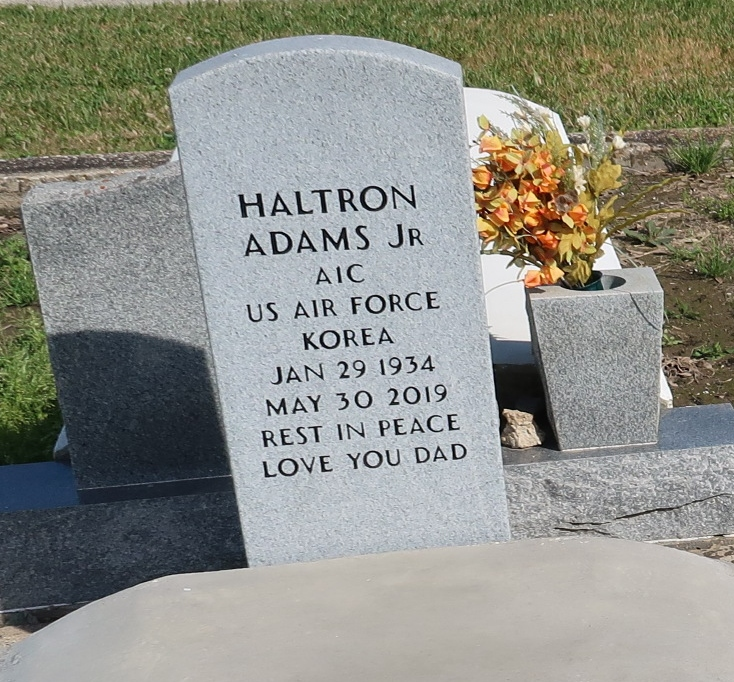 HALTRON
ADAMS JR
A1C
US AIR FORCE
KOREA
JAN 29 1934
MAY 30 2019
REST IN PEACE
LOVE YOU DAD